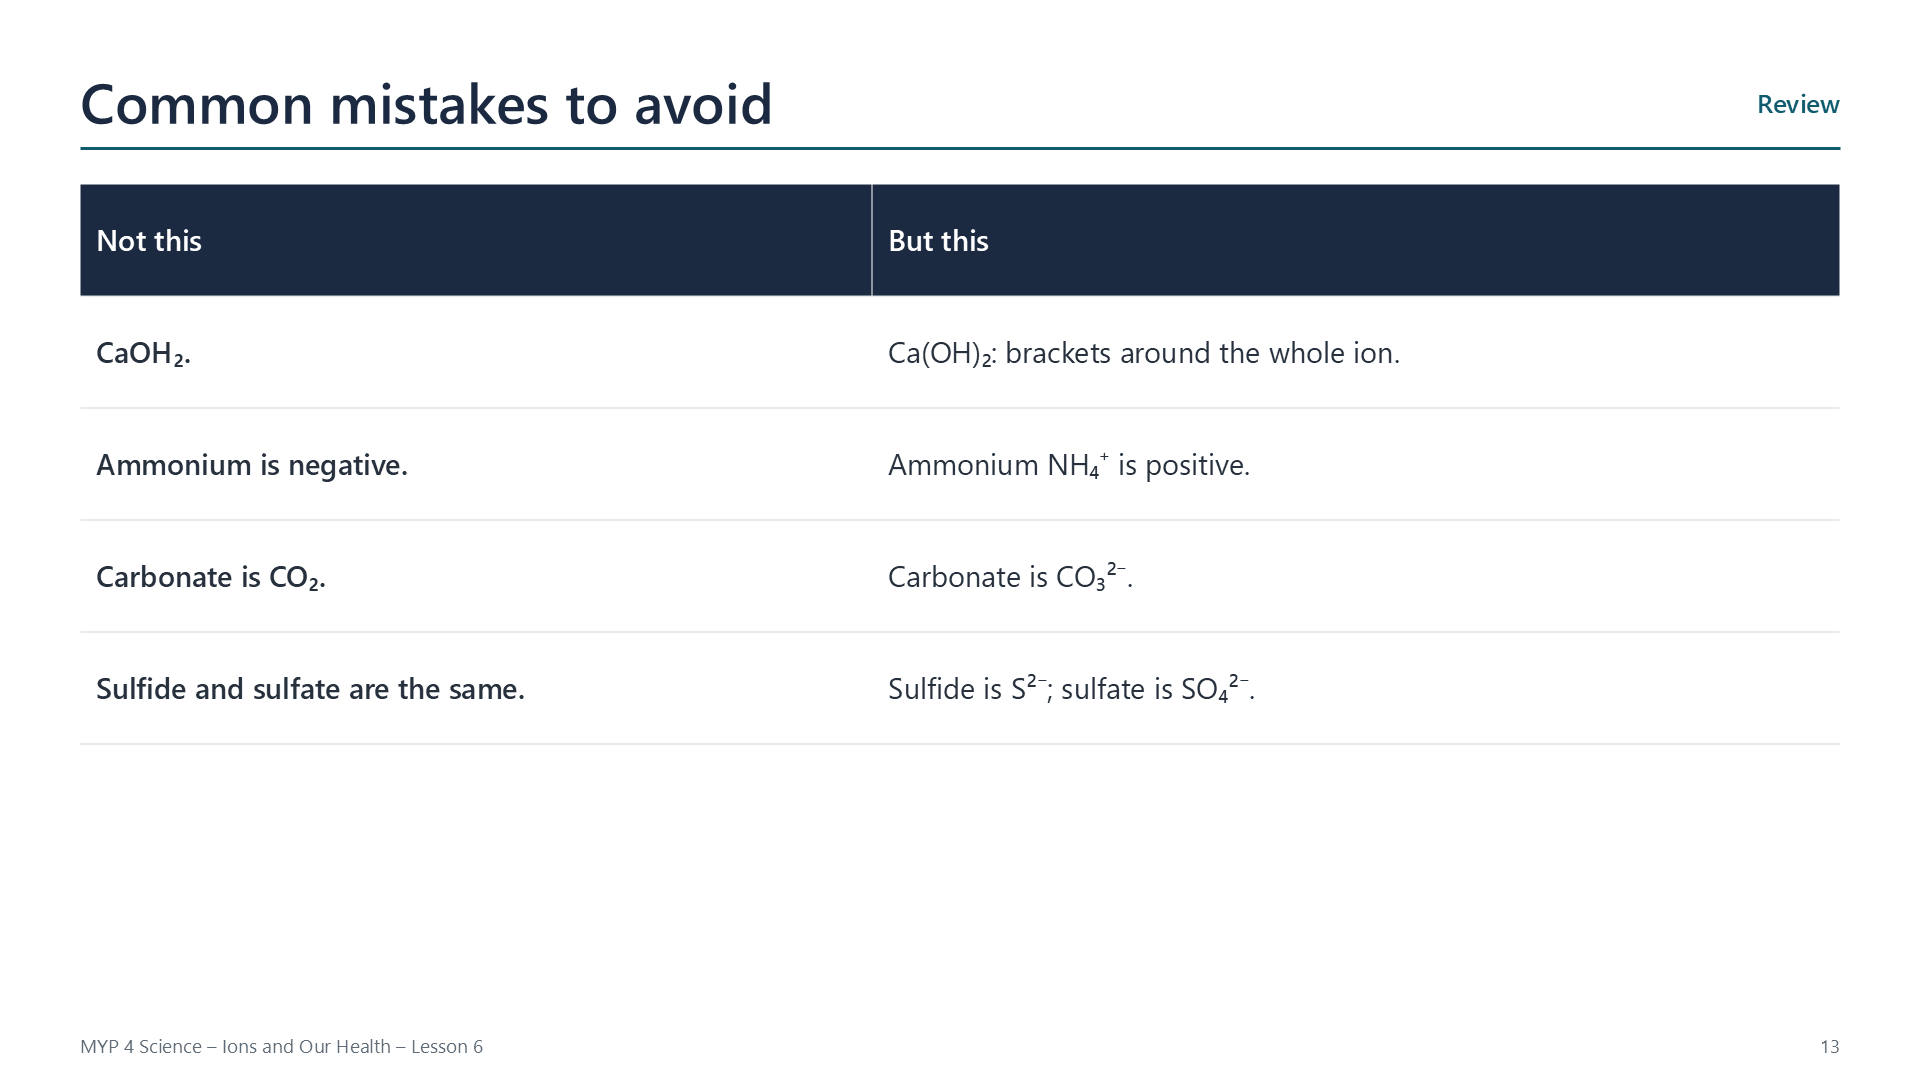 Common mistakes to avoid
Review
Not this
But this
CaOH₂.
Ca(OH)₂: brackets around the whole ion.
Ammonium is negative.
Ammonium NH₄⁺ is positive.
Carbonate is CO₂.
Carbonate is CO₃²⁻.
Sulfide and sulfate are the same.
Sulfide is S²⁻; sulfate is SO₄²⁻.
MYP 4 Science – Ions and Our Health – Lesson 6
13